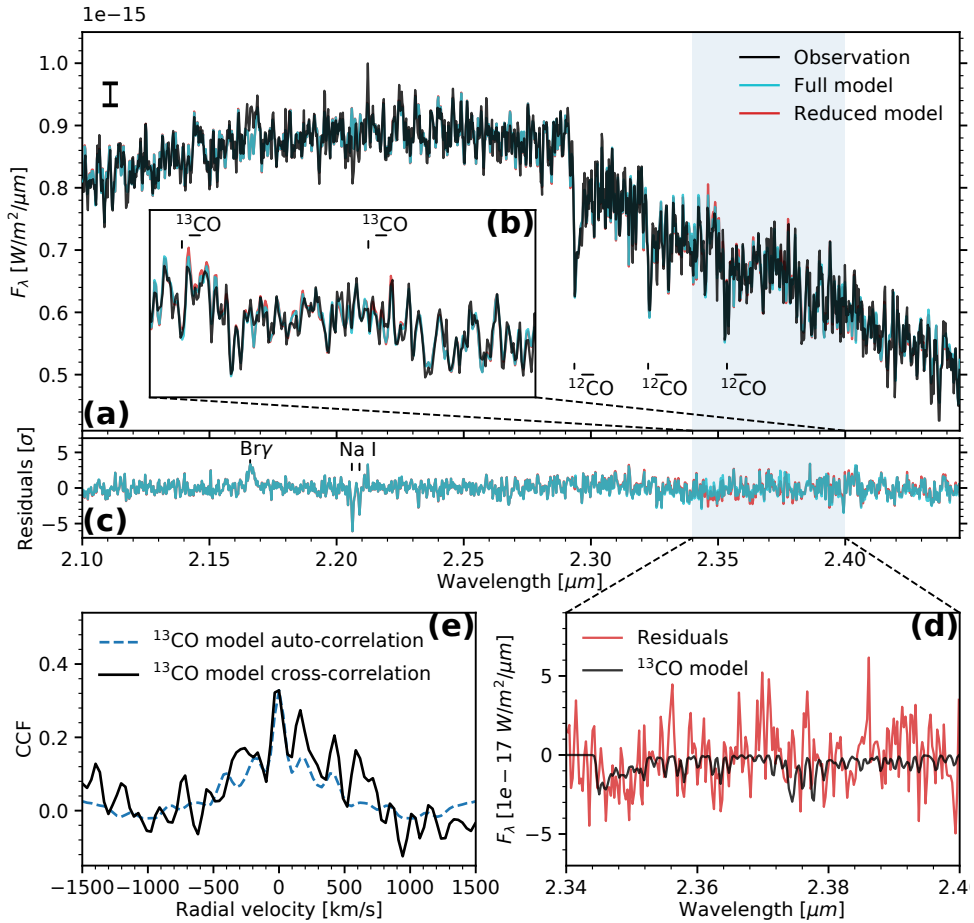 1e−15
1.0
0.9
0.8
0.7
0.6
0.5
F_λ [W/m²/μm]
Observation
Full model
Reduced model
(b)
¹³CO ¹³CO
¹²CO ¹²CO ¹²CO
(a)
Residuals [σ]
5
0
−5
Brγ Na I
(c)
2.10 2.15 2.20 2.25 2.30 2.35 2.40
Wavelength [μm]
(e)
¹³CO model auto-correlation
¹³CO model cross-correlation
CCF
0.4
0.2
0.0
−1500 −1000 −500 0 500 1000 1500
Radial velocity [km/s]
(d)
Residuals
¹³CO model
F_λ [1e−17 W/m²/μm]
5
0
−5
2.34 2.36 2.38 2.40
Wavelength [μm]